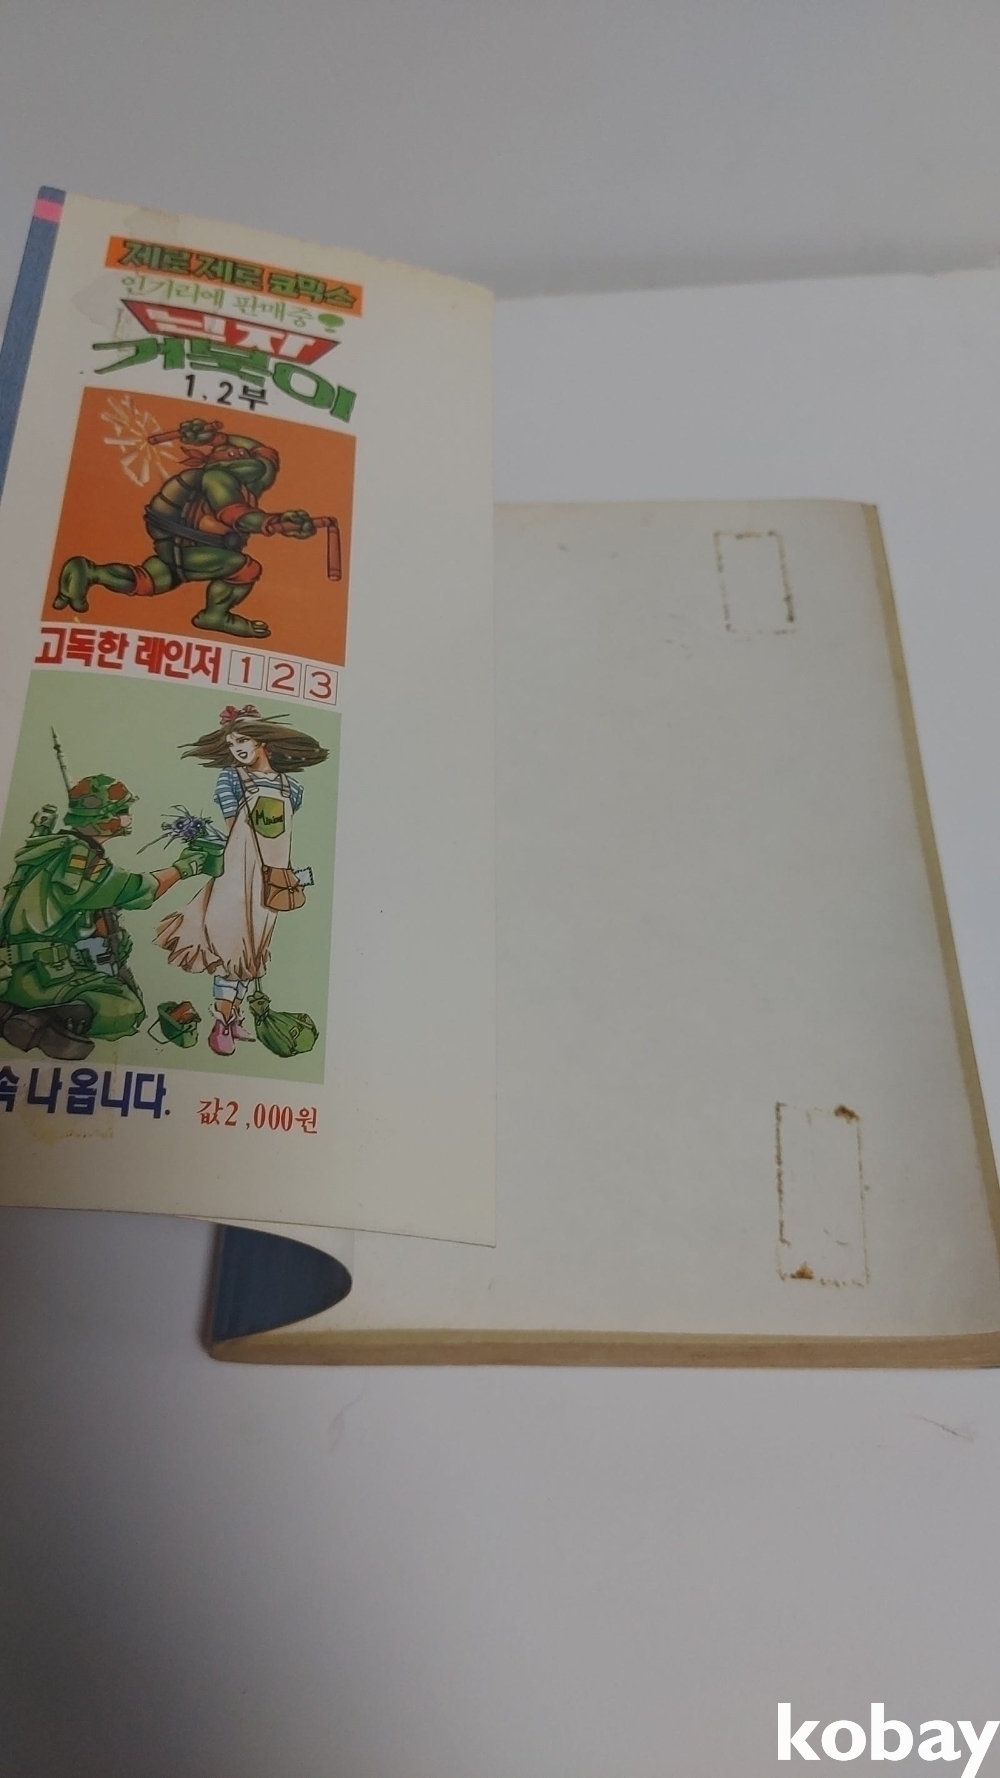 제로제로 코믹스
인기리에 판매중
닌자
거북이
1, 2부
고독한 레인저 1 2 3
속 나옵니다.
값2,000원
kobay